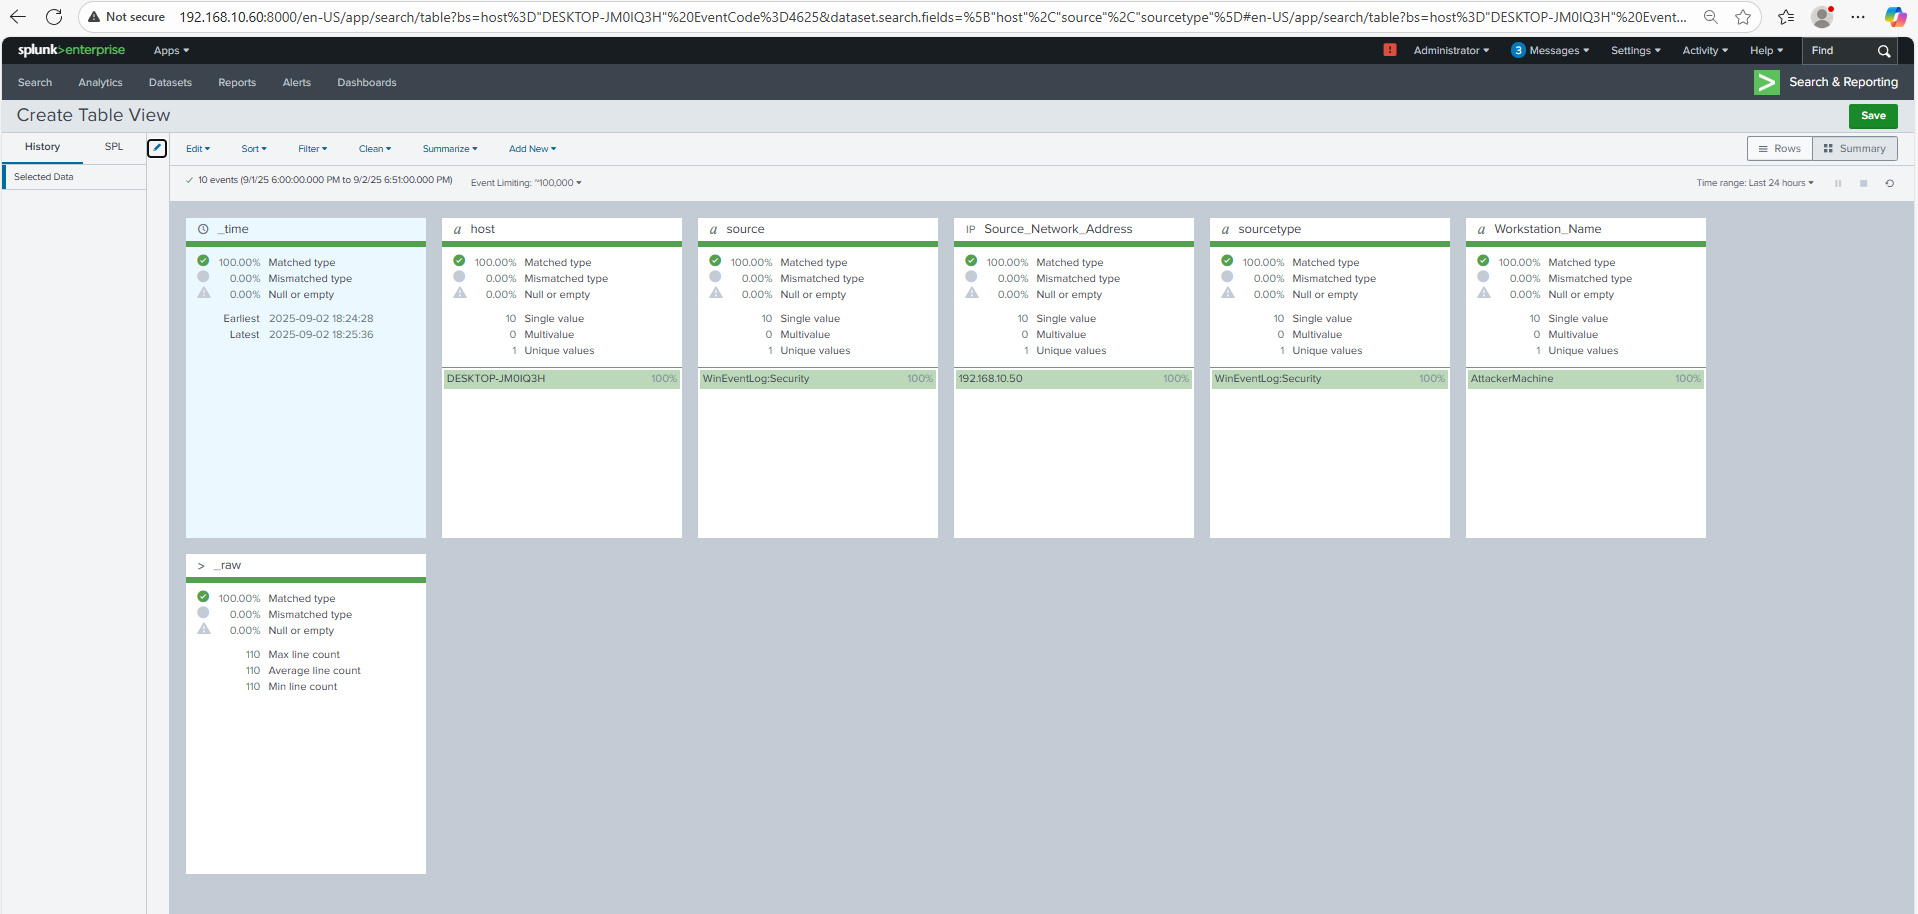 Not secure 192.168.10.60:8000/en-US/app/search/table?bs=host%3D"DESKTOP-JM0IQ3H"%20EventCode%3D4625&dataset.search.fields=%5B"host"%2C"source"%2C"sourcetype"%5D#en-US/app/search/table?bs=host%3D"DESKTOP-JM0IQ3H"%20Event...
splunk>enterprise Apps Administrator 3 Messages Settings Activity Help Find
Search Analytics Datasets Reports Alerts Dashboards Search & Reporting
Create Table View Save
History SPL Edit Sort Filter Clean Summarize Add New Rows Summary
Selected Data
10 events (9/1/25 6:00:00.000 PM to 9/2/25 6:51:00.000 PM) Event Limiting: ~100,000 Time range: Last 24 hours
_time
100.00% Matched type
0.00% Mismatched type
0.00% Null or empty
Earliest 2025-09-02 18:24:28
Latest 2025-09-02 18:25:36
a host
100.00% Matched type
0.00% Mismatched type
0.00% Null or empty
10 Single value
0 Multivalue
1 Unique values
DESKTOP-JM0IQ3H 100%
a source
100.00% Matched type
0.00% Mismatched type
0.00% Null or empty
10 Single value
0 Multivalue
1 Unique values
WinEventLog:Security 100%
IP Source_Network_Address
100.00% Matched type
0.00% Mismatched type
0.00% Null or empty
10 Single value
0 Multivalue
1 Unique values
192.168.10.50 100%
a sourcetype
100.00% Matched type
0.00% Mismatched type
0.00% Null or empty
10 Single value
0 Multivalue
1 Unique values
WinEventLog:Security 100%
a Workstation_Name
100.00% Matched type
0.00% Mismatched type
0.00% Null or empty
10 Single value
0 Multivalue
1 Unique values
AttackerMachine 100%
> _raw
100.00% Matched type
0.00% Mismatched type
0.00% Null or empty
110 Max line count
110 Average line count
110 Min line count